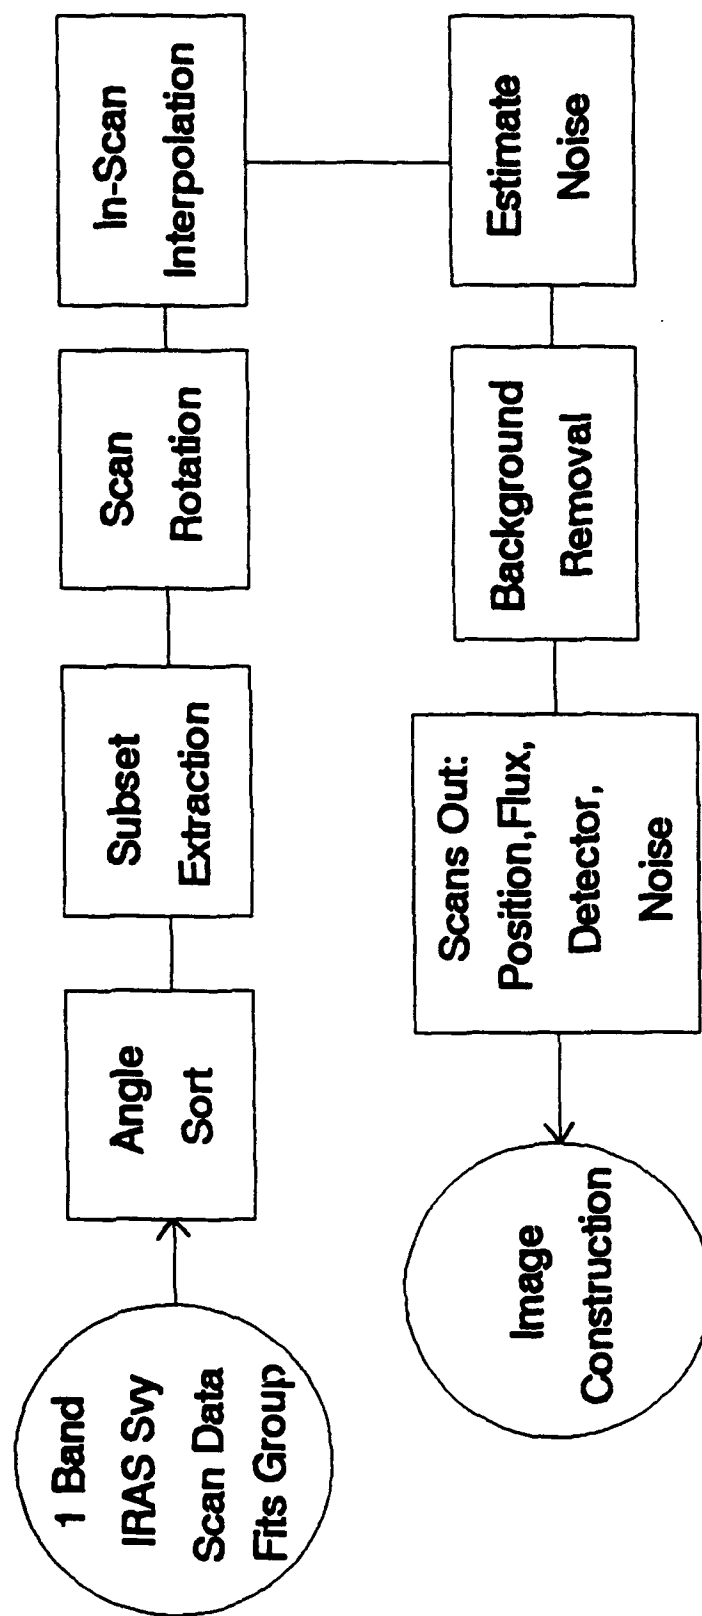 1 Band
IRAS Svy
Scan Data
Fits Group
Angle
Sort
Subset
Extraction
Scan
Rotation
In-Scan
Interpolation
Estimate
Noise
Background
Removal
Scans Out:
Position,Flux,
Detector,
Noise
Image
Construction